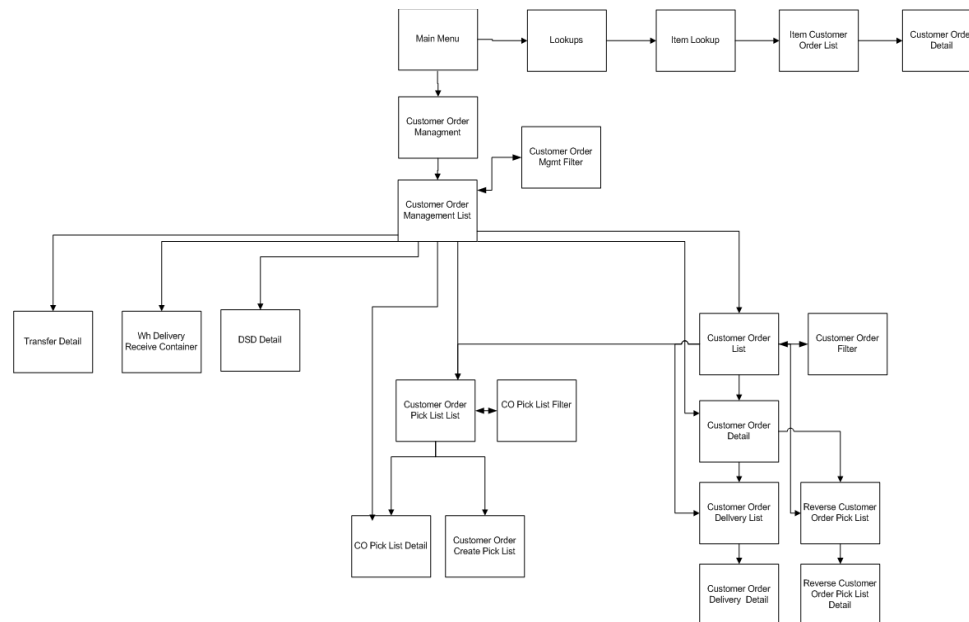 Main Menu
Lookups
Item Lookup
Item Customer
Order List
Customer Order
Detail
Customer Order
Managment
Customer Order
Mgmt Filter
Customer Order
Management List
Transfer Detail
Wh Delivery
Receive Container
DSD Detail
Customer Order
List
Customer Order
Filter
Customer Order
Pick List List
CO Pick List Filter
Customer Order
Detail
Customer Order
Delivery List
Reverse Customer
Order Pick List
CO Pick List Detail
Customer Order
Create Pick List
Customer Order
Delivery Detail
Reverse Customer
Order Pick List
Detail